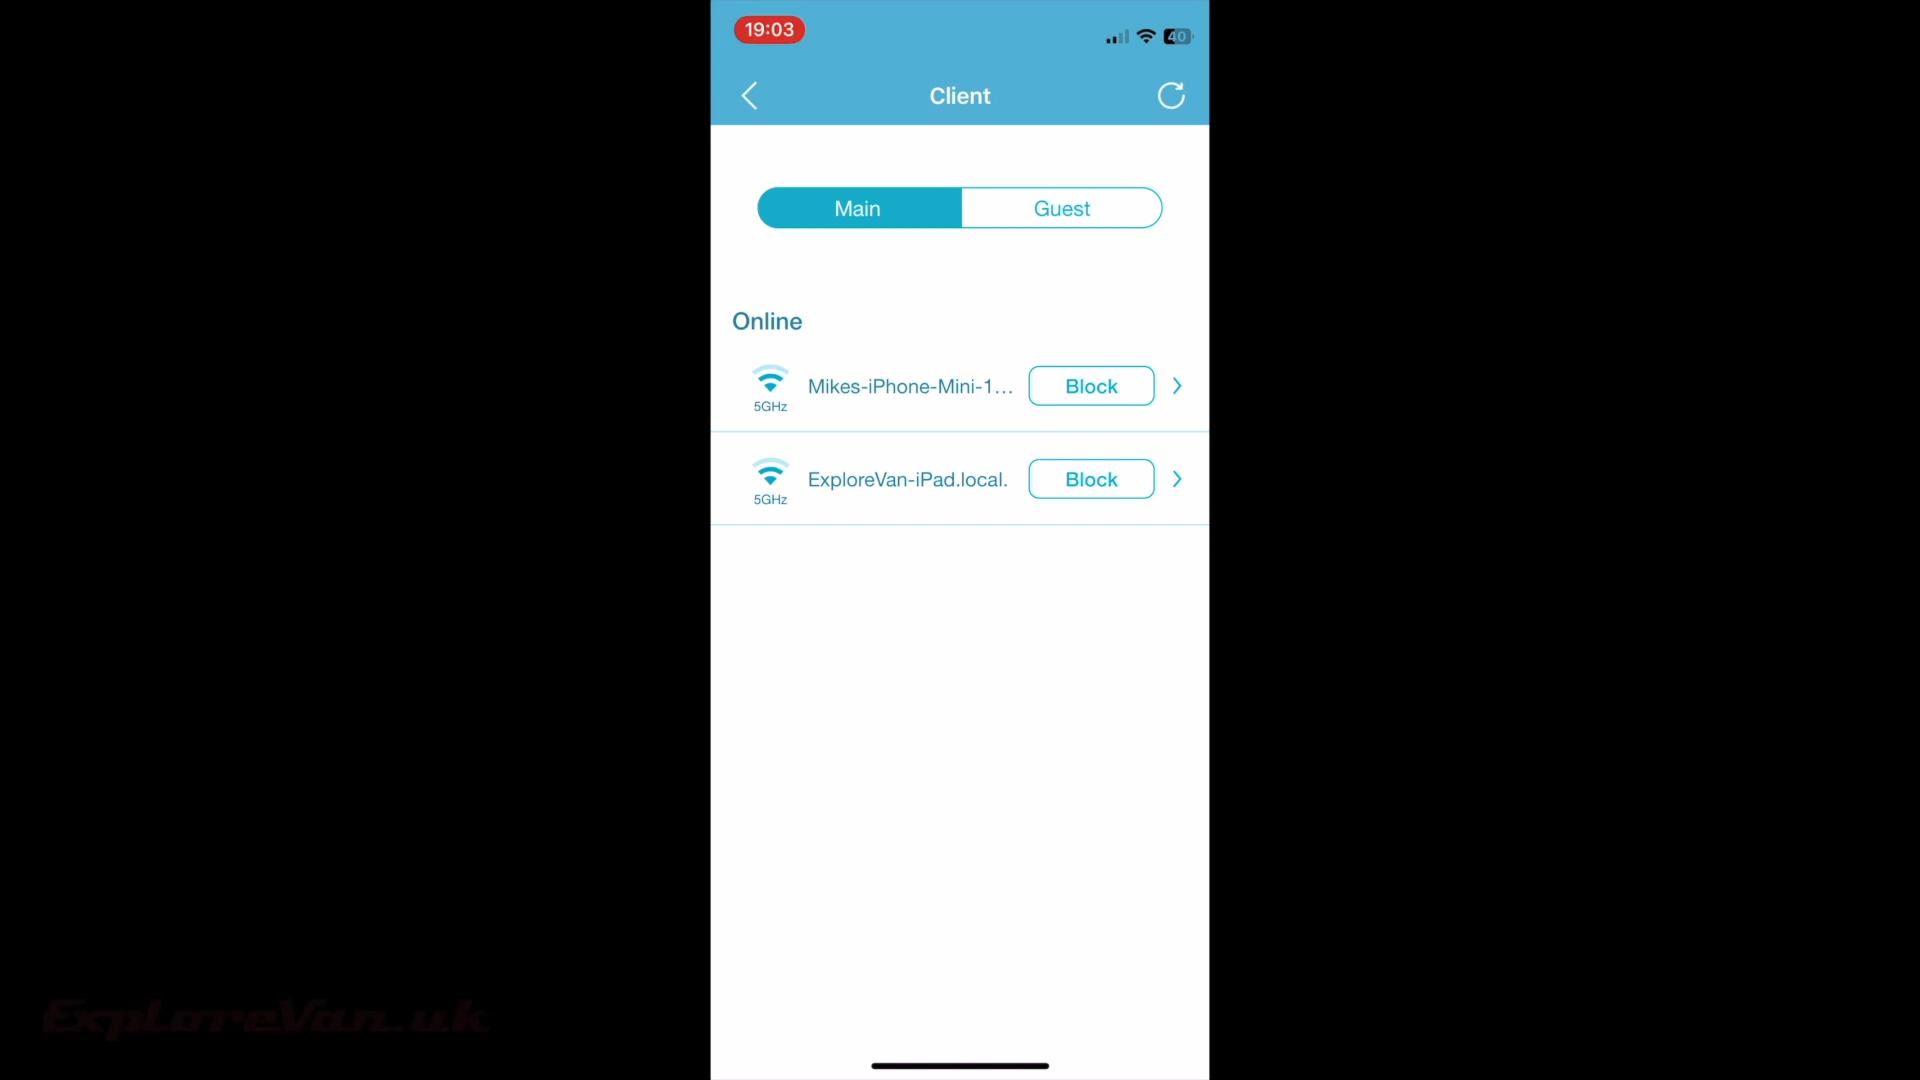 19:03
40
Client
Main
Guest
Online
5GHz
Mikes-iPhone-Mini-1...
Block
5GHz
ExploreVan-iPad.local.
Block
ExploreVan.uk